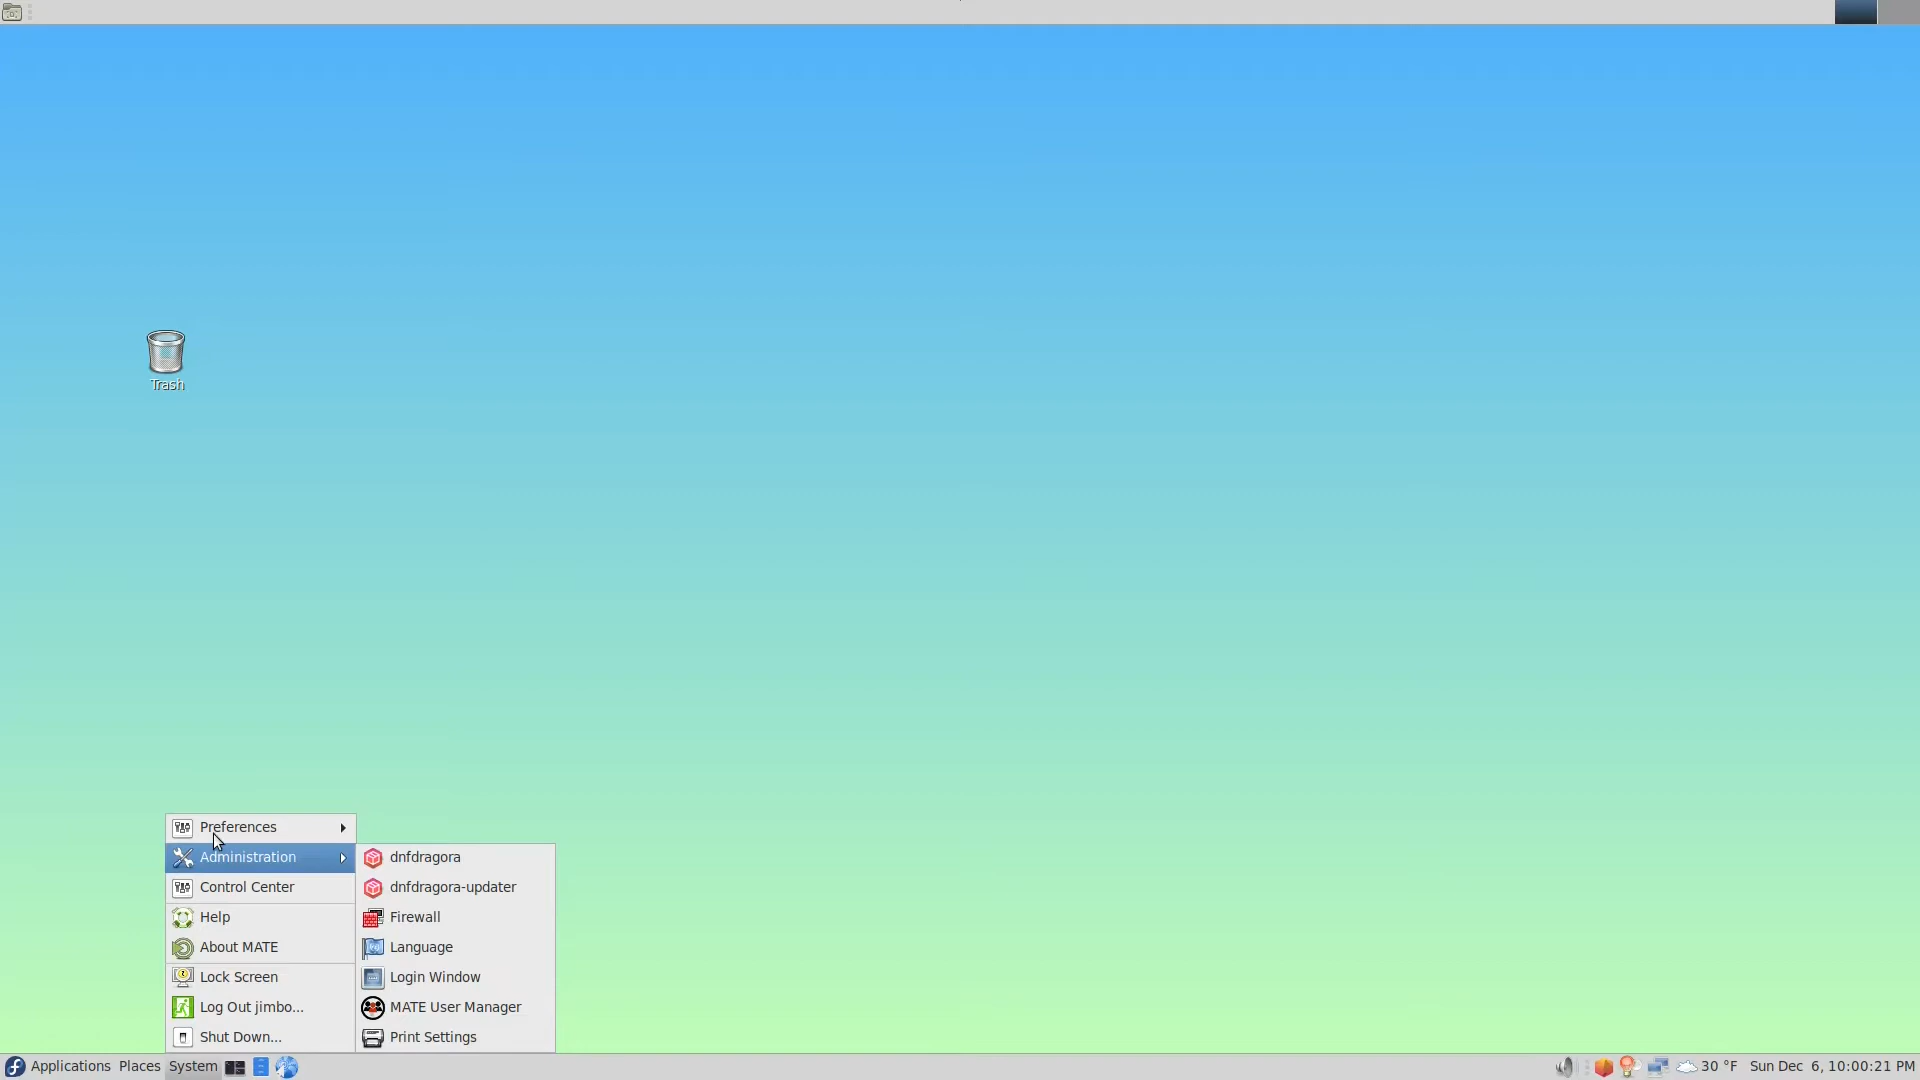 Trash
Preferences
Administration
Control Center
Help
About MATE
Lock Screen
Log Out jimbo...
Shut Down...
dnfdragora
dnfdragora-updater
Firewall
Language
Login Window
MATE User Manager
Print Settings
Applications Places System 30 °F Sun Dec 6, 10:00:21 PM